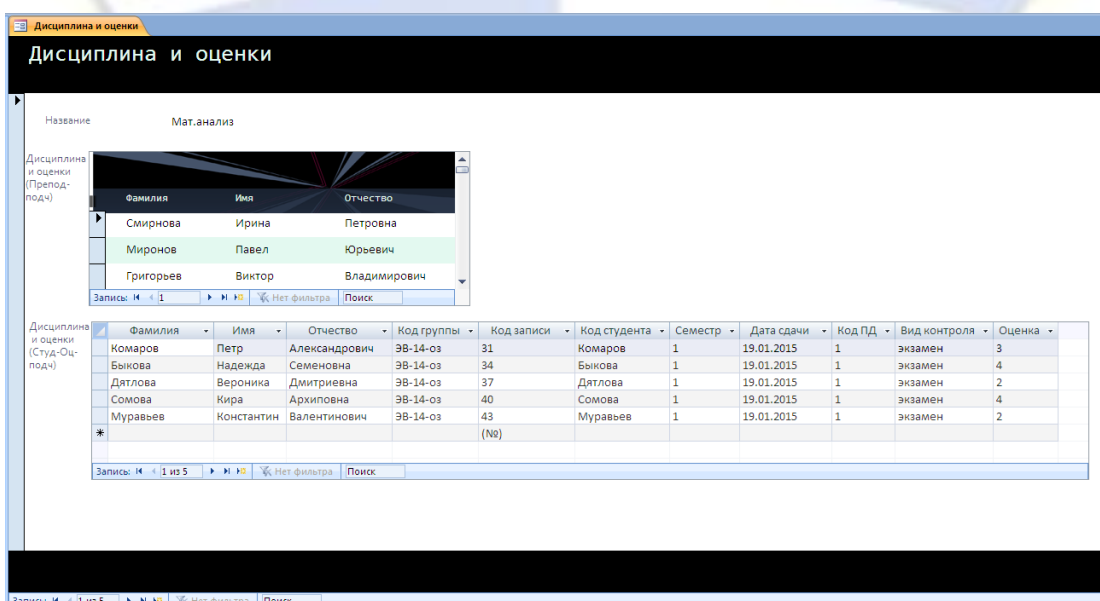 Дисциплина и оценки
Дисциплина и оценки
Название Мат.анализ
Дисциплина
и оценки
(Препод-
подч)
Фамилия Имя Отчество
Смирнова Ирина Петровна
Миронов Павел Юрьевич
Григорьев Виктор Владимирович
Запись: 1 Нет фильтра Поиск
Дисциплина
и оценки
(Студ-Оц-
подч)
Фамилия Имя Отчество Код группы Код записи Код студента Семестр Дата сдачи Код ПД Вид контроля Оценка
Комаров Петр Александрович ЭВ-14-оз 31 Комаров 1 19.01.2015 1 экзамен 3
Быкова Надежда Семеновна ЭВ-14-оз 34 Быкова 1 19.01.2015 1 экзамен 4
Дятлова Вероника Дмитриевна ЭВ-14-оз 37 Дятлова 1 19.01.2015 1 экзамен 2
Сомова Кира Архиповна ЭВ-14-оз 40 Сомова 1 19.01.2015 1 экзамен 4
Муравьев Константин Валентинович ЭВ-14-оз 43 Муравьев 1 19.01.2015 1 экзамен 2
(№)
Запись: 1 из 5 Нет фильтра Поиск
Запись: 1 из 5 Нет фильтра Поиск